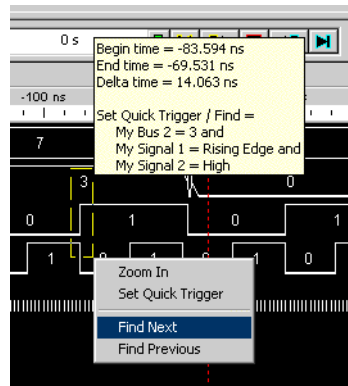 0 s
Begin time = -83.594 ns
End time = -69.531 ns
Delta time = 14.063 ns
Set Quick Trigger / Find =
My Bus 2 = 3 and
My Signal 1 = Rising Edge and
My Signal 2 = High
-100 ns
7
3
0
0 1 0 1
1 0 1 0 1 0
Zoom In
Set Quick Trigger
Find Next
Find Previous